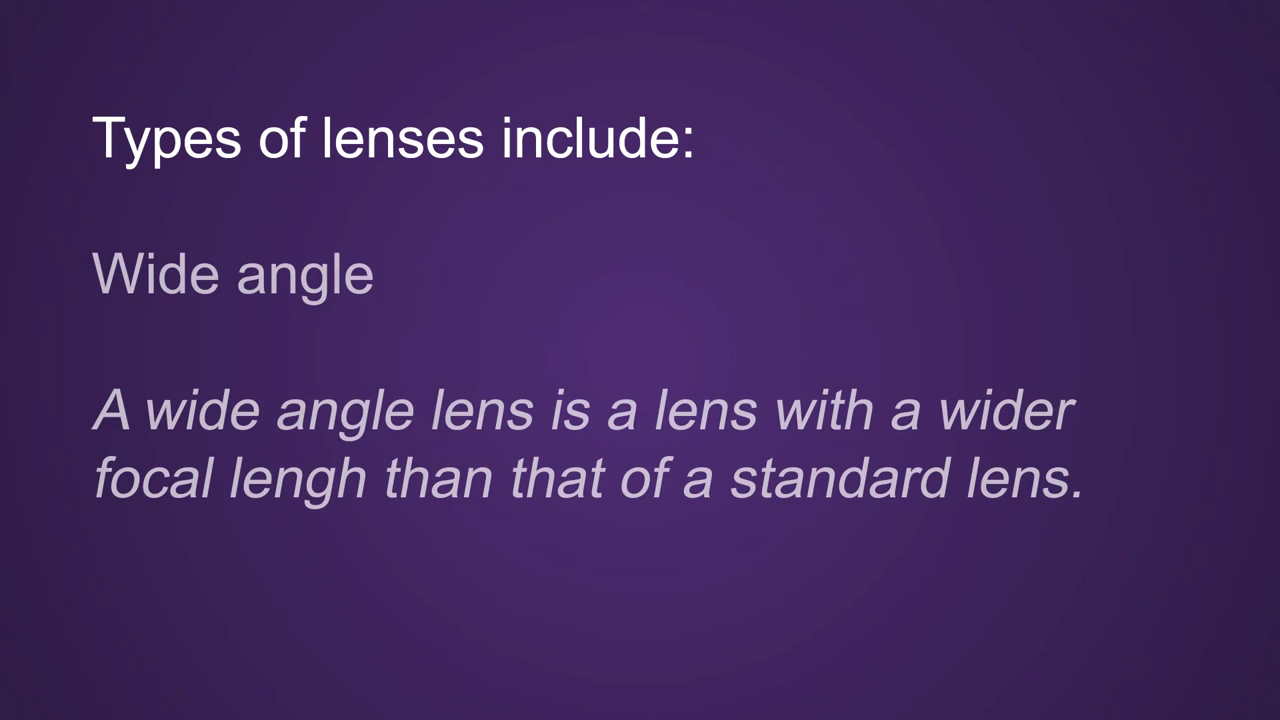 Types of lenses include:
Wide angle
A wide angle lens is a lens with a wider
focal lengh than that of a standard lens.